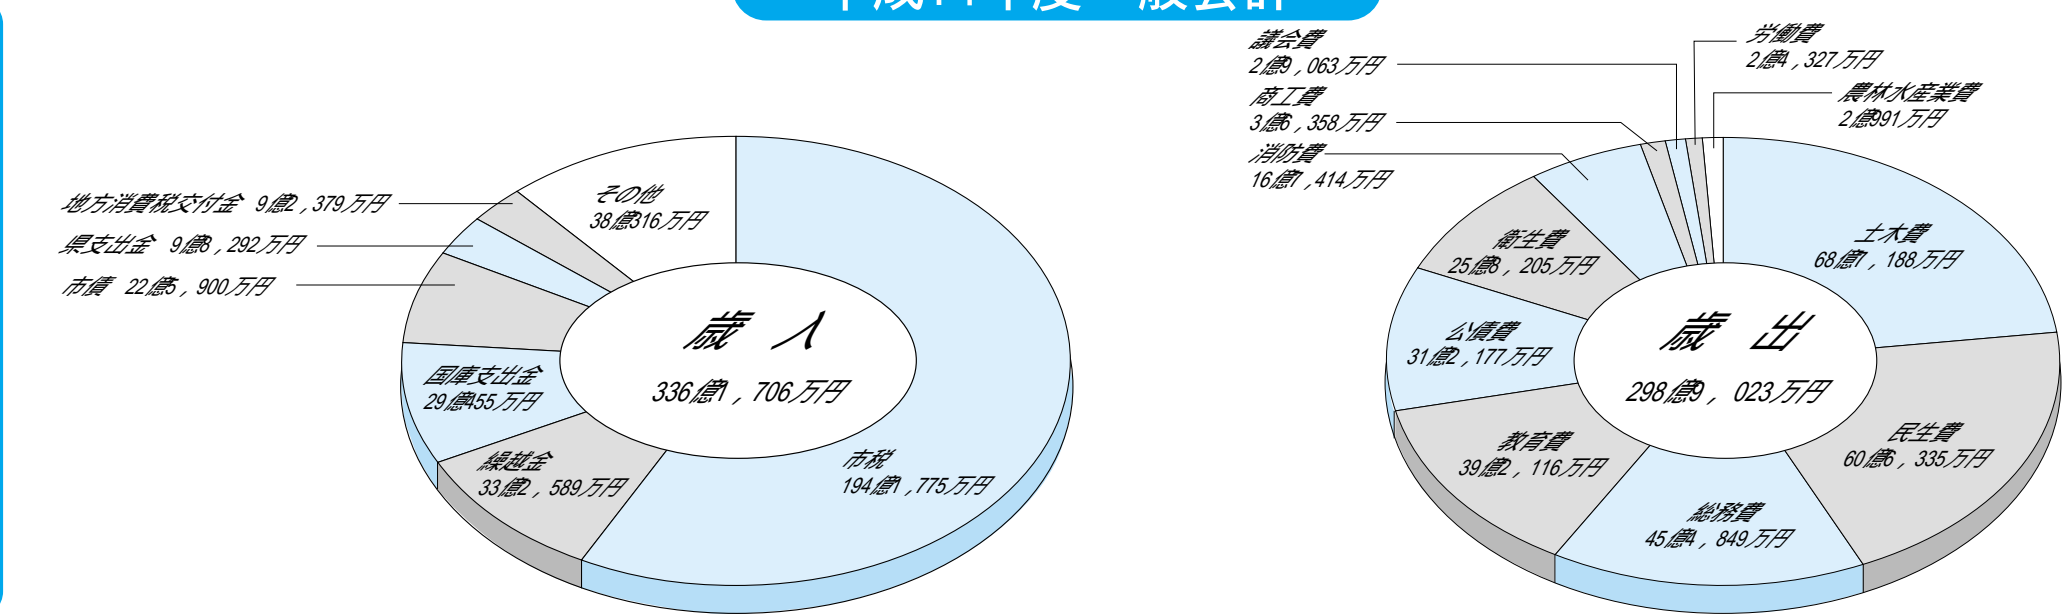 平成11年度一般会計
地方消費税交付金 9億2,379万円
県支出金 9億8,292万円
市債 22億5,900万円
その他
38億316万円
国庫支出金
29億455万円
繰越金
33億2,589万円
市税
194億1,775万円
歳入
336億1,706万円
議会費
2億9,063万円
商工費
3億6,358万円
消防費
16億1,414万円
労働費
2億4,327万円
農林水産業費
2億991万円
衛生費
25億8,205万円
土木費
68億1,188万円
公債費
31億2,177万円
教育費
39億2,116万円
民生費
60億6,335万円
総務費
45億4,849万円
歳出
298億9,023万円